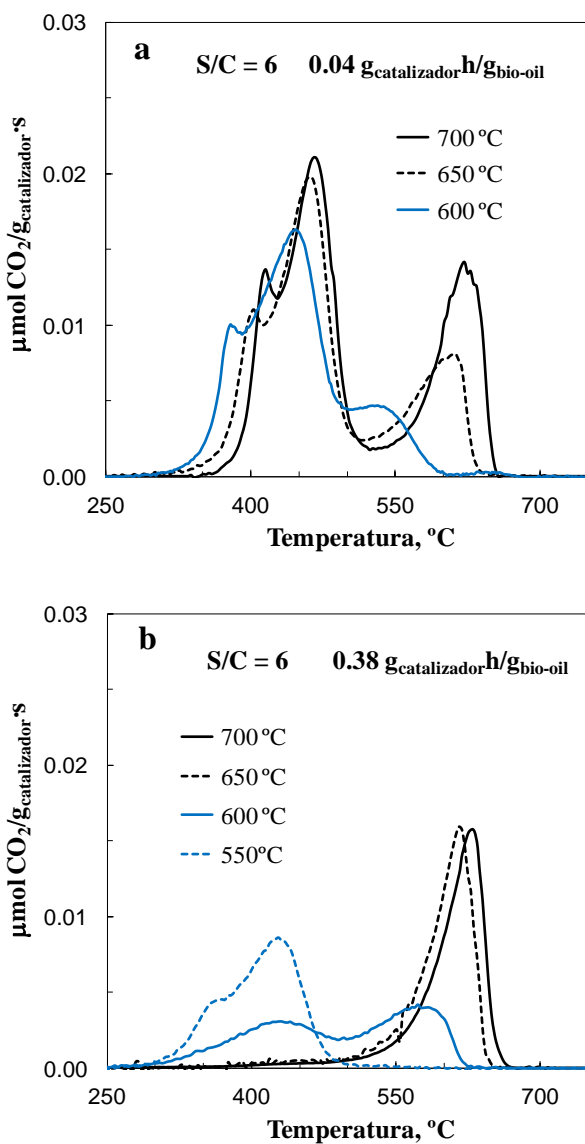 a
S/C = 6 0.04 gcatalizadorh/gbio-oil
700 ºC
650 ºC
600 ºC
µmol CO2/gcatalizador·s
0.03
0.02
0.01
0.00
250 400 550 700
Temperatura, ºC
b
S/C = 6 0.38 gcatalizadorh/gbio-oil
700 ºC
650 ºC
600 ºC
550ºC
µmol CO2/gcatalizador·s
0.03
0.02
0.01
0.00
250 400 550 700
Temperatura, ºC